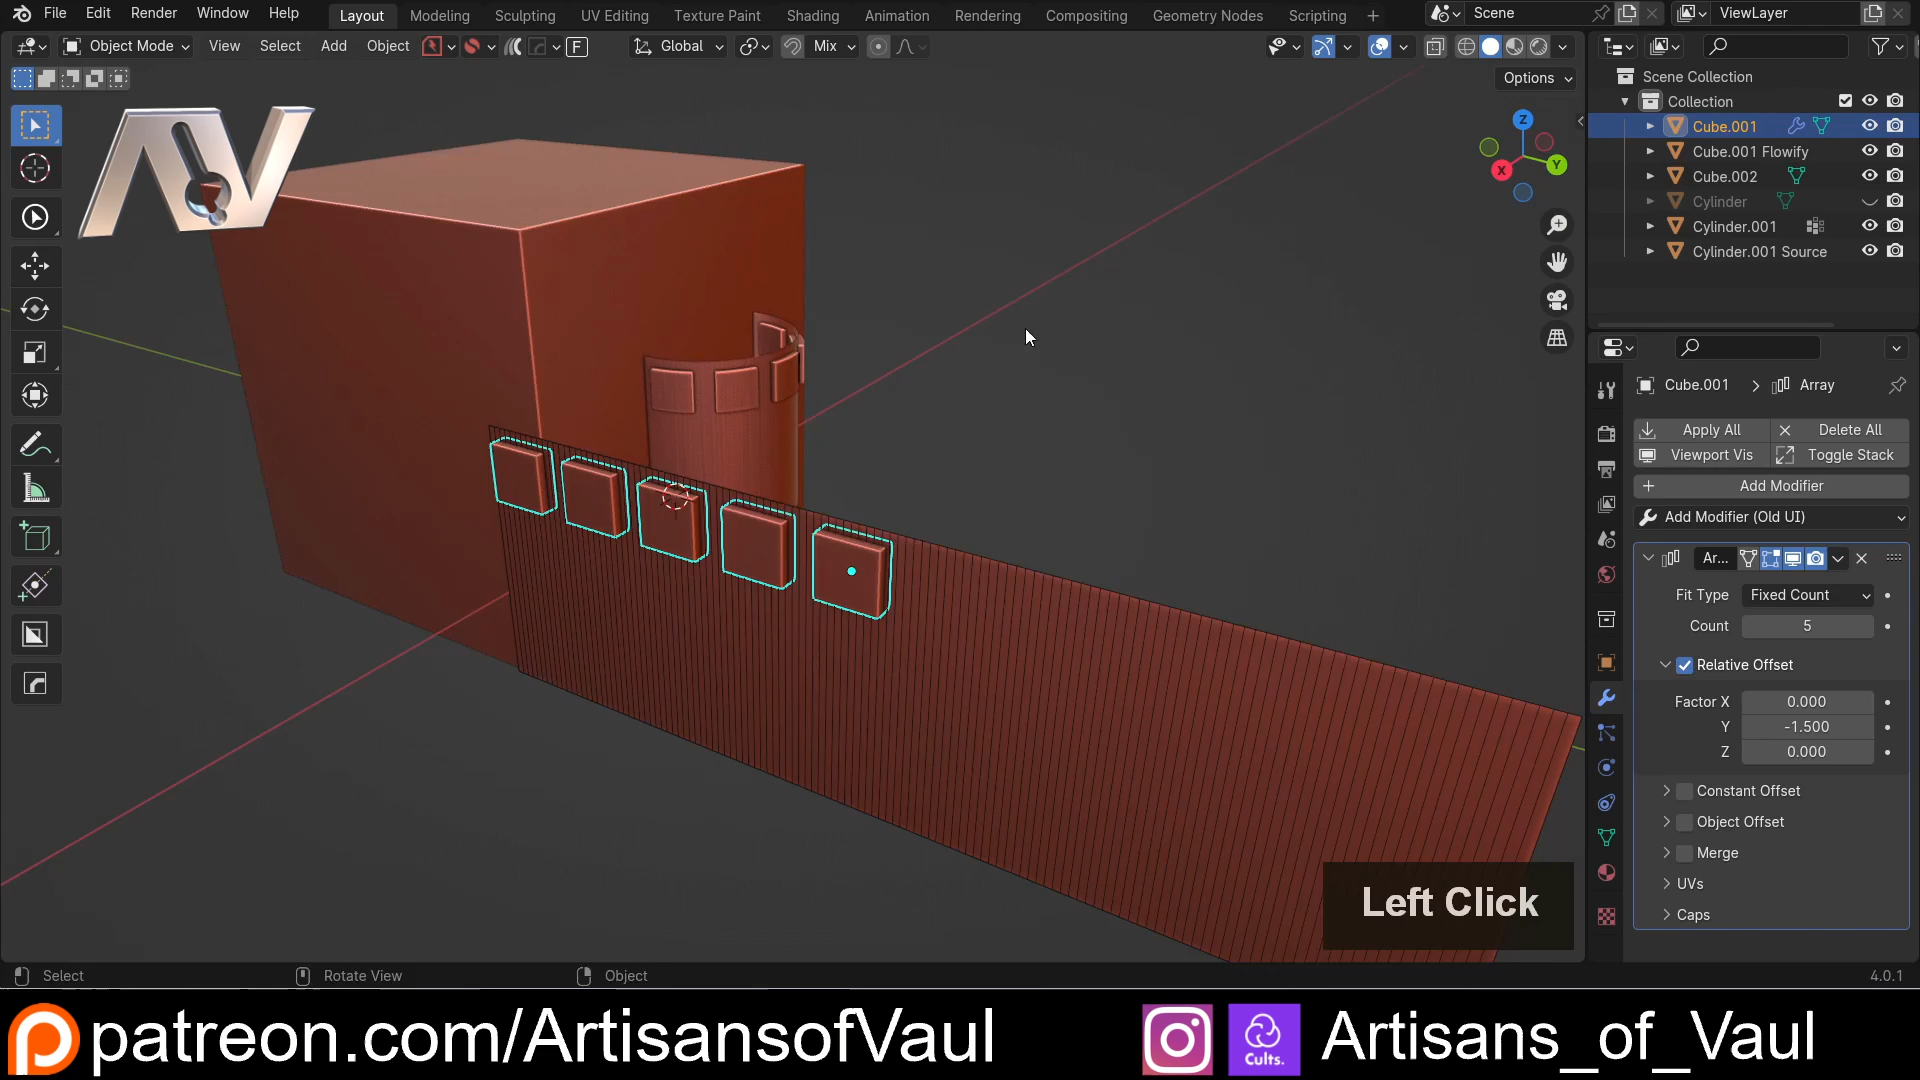 File Edit Render Window Help Layout Modeling Sculpting UV Editing Texture Paint Shading Animation Rendering Compositing Geometry Nodes Scripting + Scene ViewLayer
Object Mode View Select Add Object F Global Mix
Options
Scene Collection
Collection
Cube.001
Cube.001 Flowify
Cube.002
Cylinder
Cylinder.001
Cylinder.001 Source
Z
Y
X
Cube.001 > Array
Apply All Delete All
Viewport Vis Toggle Stack
Add Modifier
Add Modifier (Old UI)
Ar...
Fit Type Fixed Count
Count 5
Relative Offset
Factor X 0.000
Y -1.500
Z 0.000
Constant Offset
Object Offset
Merge
UVs
Caps
Left Click
Select Rotate View Object 4.0.1
patreon.com/ArtisansofVaul Cults. Artisans_of_Vaul